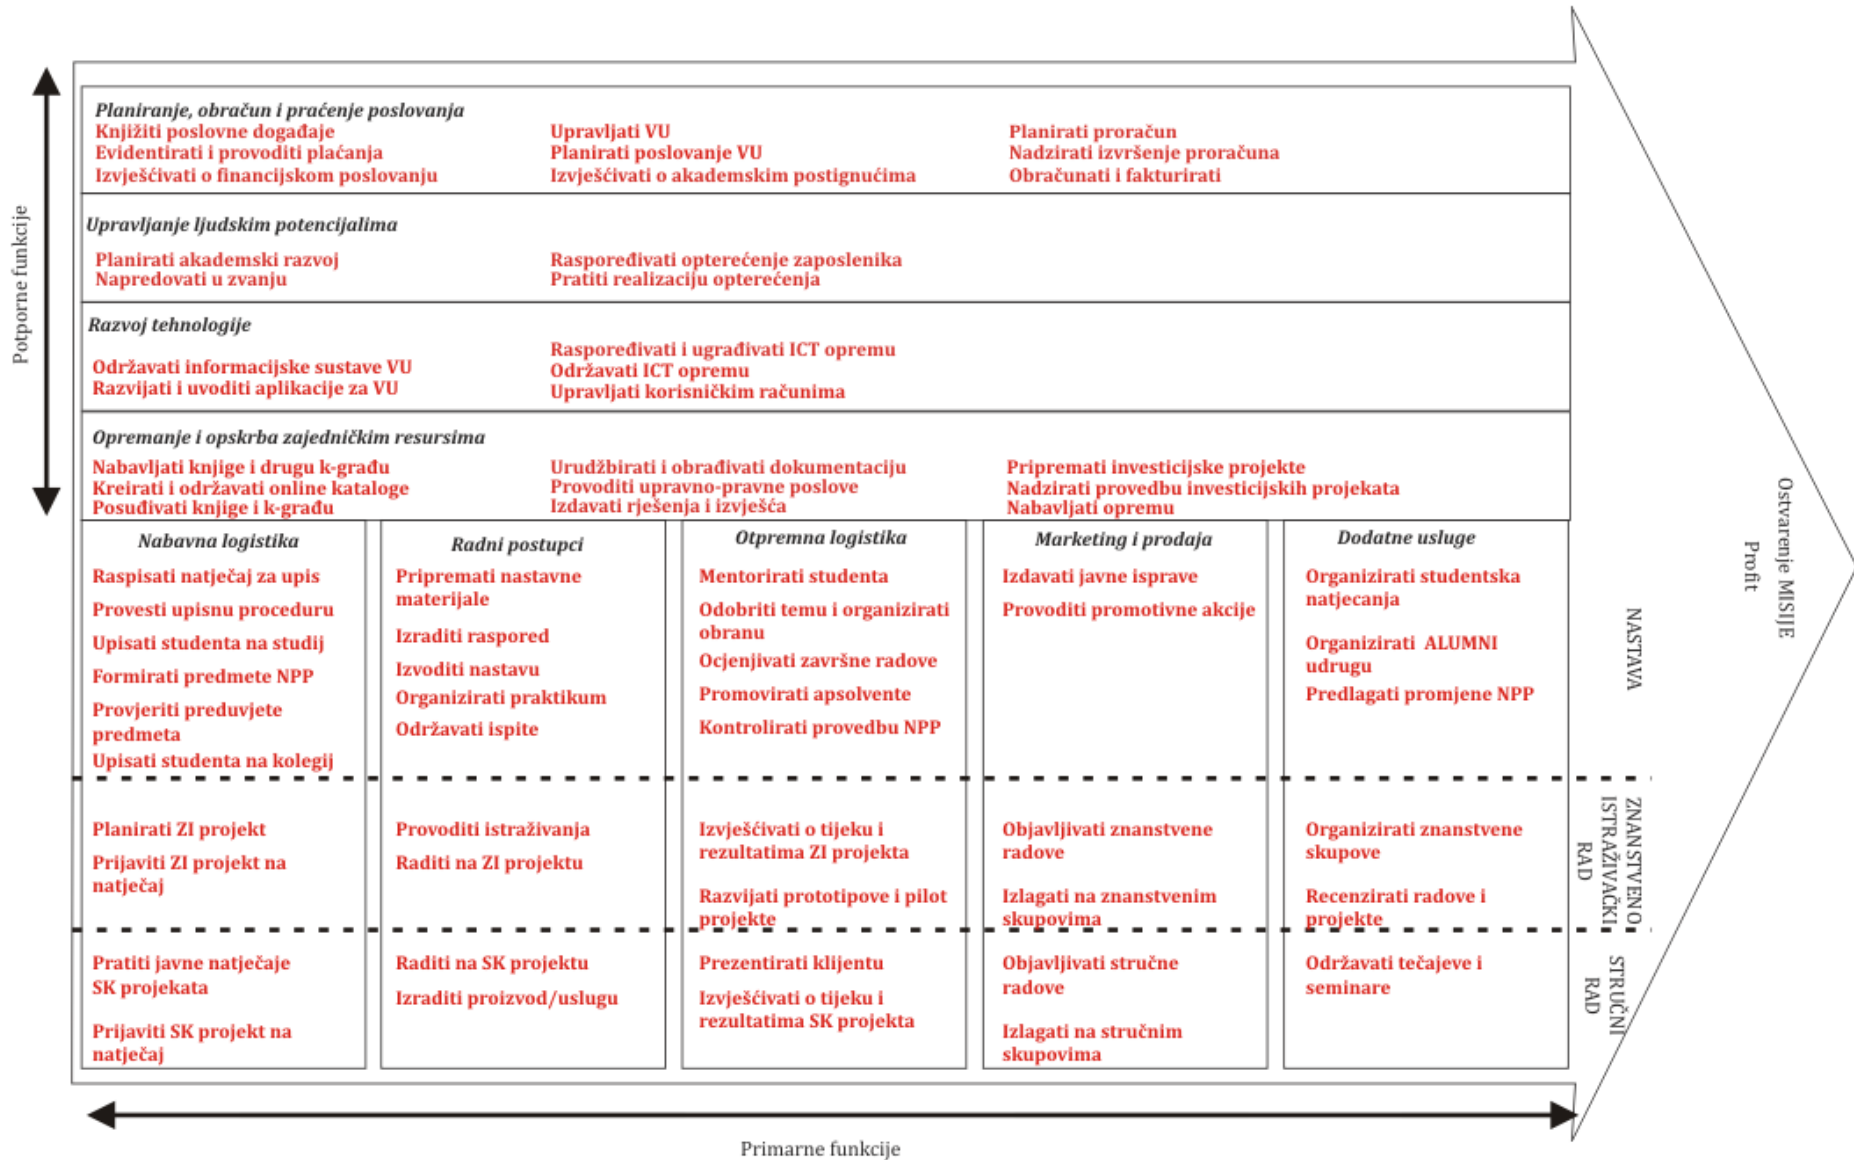 Potporne funkcije
Planiranje, obračun i praćenje poslovanja
Knjižiti poslovne događaje
Evidentirati i provoditi plaćanja
Izvješćivati o financijskom poslovanju
Upravljati VU
Planirati poslovanje VU
Izvješćivati o akademskim postignućima
Planirati proračun
Nadzirati izvršenje proračuna
Obračunati i fakturirati
Upravljanje ljudskim potencijalima
Planirati akademski razvoj
Napredovati u zvanju
Raspoređivati opterećenje zaposlenika
Pratiti realizaciju opterećenja
Razvoj tehnologije
Održavati informacijske sustave VU
Razvijati i uvoditi aplikacije za VU
Raspoređivati i ugrađivati ICT opremu
Održavati ICT opremu
Upravljati korisničkim računima
Opremanje i opskrba zajedničkim resursima
Nabavljati knjige i drugu k-građu
Kreirati i održavati online kataloge
Posuđivati knjige i k-građu
Urudžbirati i obrađivati dokumentaciju
Provoditi upravno-pravne poslove
Izdavati rješenja i izvješća
Pripremati investicijske projekte
Nadzirati provedbu investicijskih projekata
Nabavljati opremu
Nabavna logistika
Raspisati natječaj za upis
Provesti upisnu proceduru
Upisati studenta na studij
Formirati predmete NPP
Provjeriti preduvjete
predmeta
Upisati studenta na kolegij
Planirati ZI projekt
Prijaviti ZI projekt na
natječaj
Pratiti javne natječaje
SK projekata
Prijaviti SK projekt na
natječaj
Radni postupci
Pripremati nastavne
materijale
Izraditi raspored
Izvoditi nastavu
Organizirati praktikum
Održavati ispite
Provoditi istraživanja
Raditi na ZI projektu
Raditi na SK projektu
Izraditi proizvod/uslugu
Otpremna logistika
Mentorirati studenta
Odobriti temu i organizirati
obranu
Ocjenjivati završne radove
Promovirati apsolvente
Kontrolirati provedbu NPP
Izvješćivati o tijeku i
rezultatima ZI projekta
Razvijati prototipove i pilot
projekte
Prezentirati klijentu
Izvješćivati o tijeku i
rezultatima SK projekta
Marketing i prodaja
Izdavati javne isprave
Provoditi promotivne akcije
Objavljivati znanstvene
radove
Izlagati na znanstvenim
skupovima
Objavljivati stručne
radove
Izlagati na stručnim
skupovima
Dodatne usluge
Organizirati studentska
natjecanja
Organizirati ALUMNI
udrugu
Predlagati promjene NPP
Organizirati znanstvene
skupove
Recenzirati radove i
projekte
Održavati tečajeve i
seminare
NASTAVA
ZNANSTVENO
ISTRAŽIVAČKI
RAD
STRUČNI
RAD
Ostvarenje MISIJE
Profit
Primarne funkcije